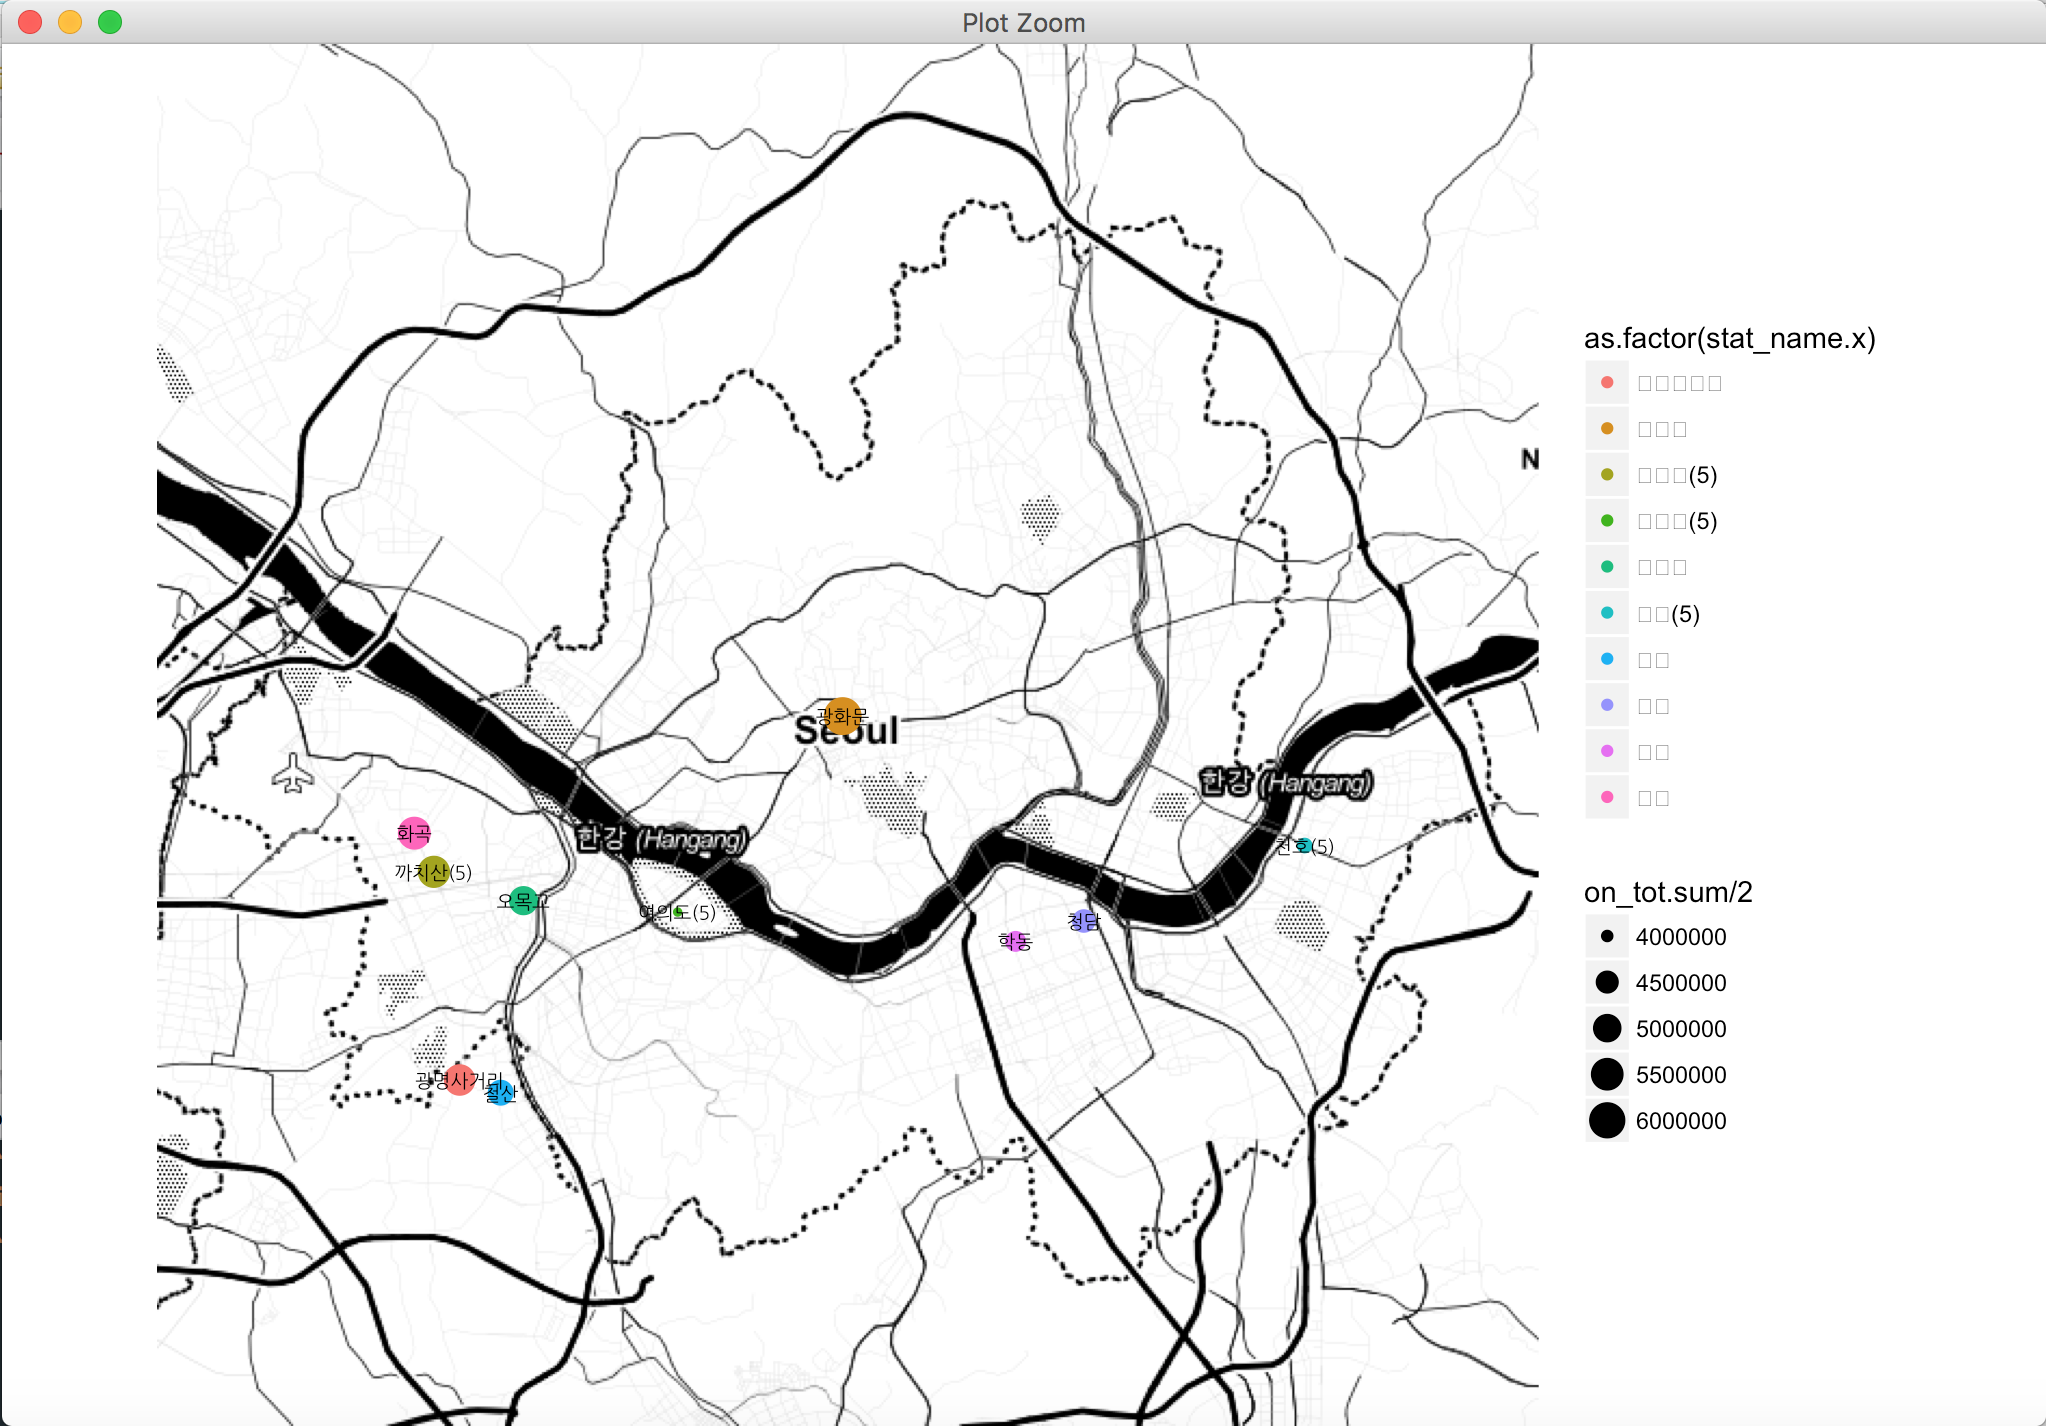 Plot Zoom
N
광화문
Seoul
한강 (Hangang)
화곡
한강 (Hangang)
천호(5)
까치산(5)
오목교
여의도(5)
청담
학동
광명사거리
철산
as.factor(stat_name.x)
□□□□□
□□□
□□□(5)
□□□(5)
□□□
□□(5)
□□
□□
□□
□□
on_tot.sum/2
4000000
4500000
5000000
5500000
6000000